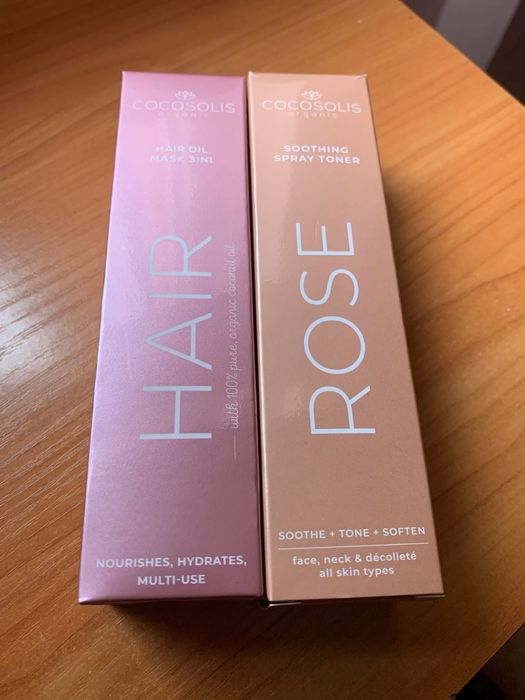 COCOSOLIS
organic
HAIR OIL
MASK 3IN1
HAIR
with 100% pure, organic coconut oil
NOURISHES, HYDRATES,
MULTI-USE
COCOSOLIS
organic
SOOTHING
SPRAY TONER
ROSE
SOOTHE + TONE + SOFTEN
face, neck & décolleté
all skin types